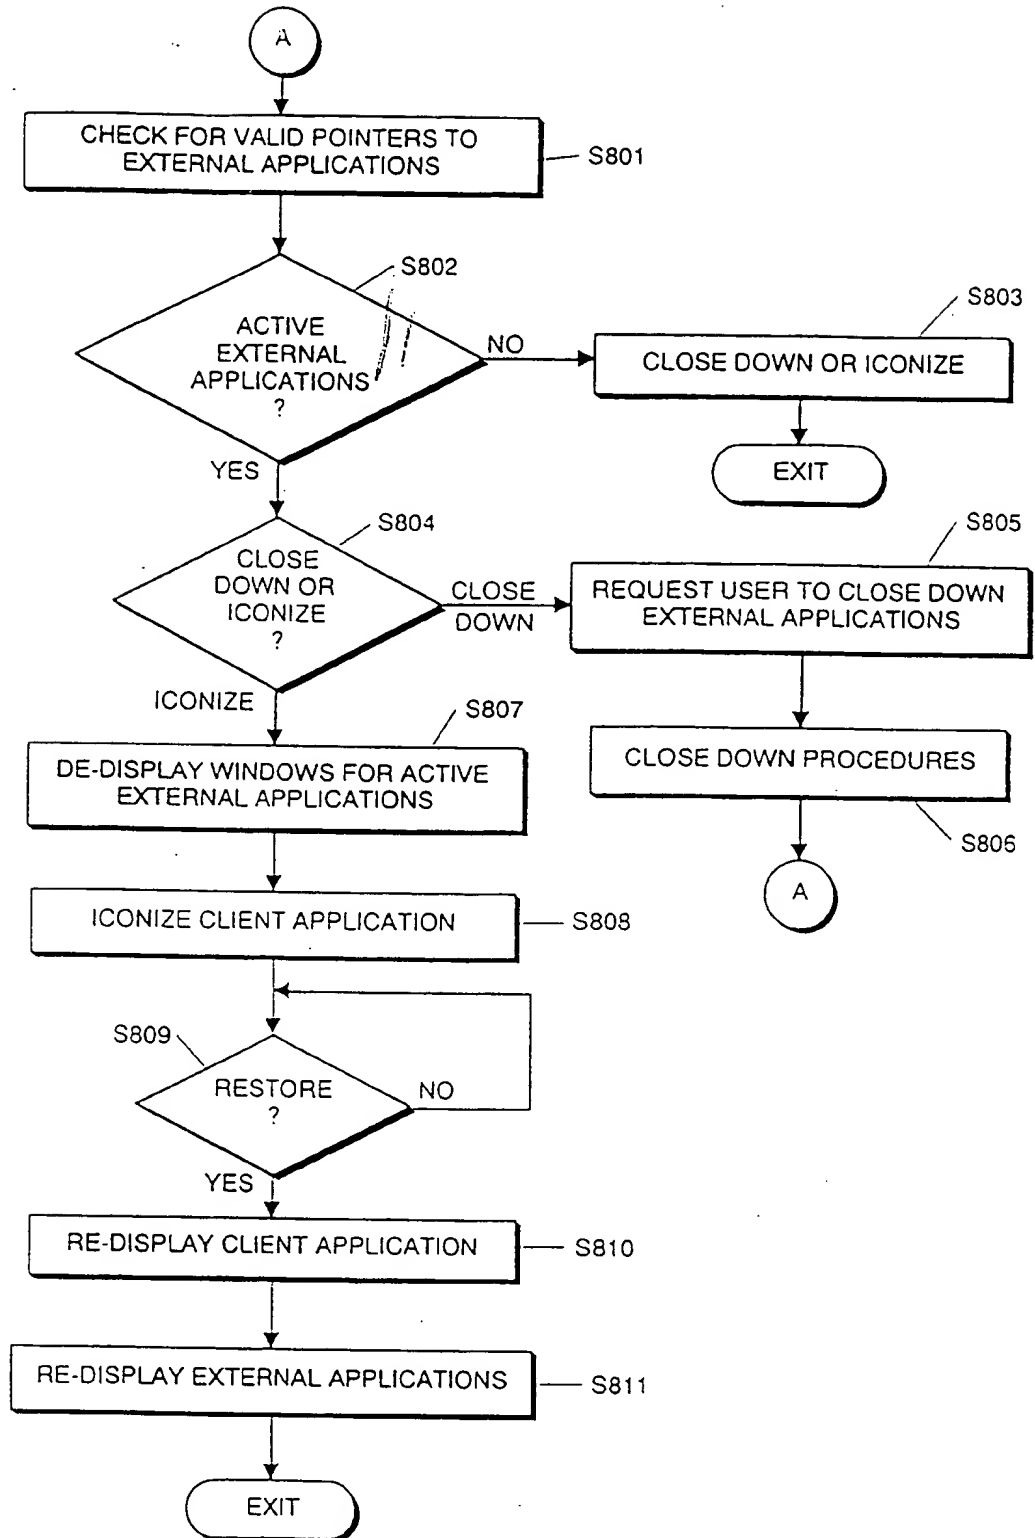 A
CHECK FOR VALID POINTERS TO
EXTERNAL APPLICATIONS
S801
S802
ACTIVE
EXTERNAL
APPLICATIONS
?
NO
S803
CLOSE DOWN OR ICONIZE
EXIT
YES
S804
CLOSE
DOWN OR
ICONIZE
?
CLOSE
DOWN
S805
REQUEST USER TO CLOSE DOWN
EXTERNAL APPLICATIONS
CLOSE DOWN PROCEDURES
S806
A
ICONIZE
S807
DE-DISPLAY WINDOWS FOR ACTIVE
EXTERNAL APPLICATIONS
ICONIZE CLIENT APPLICATION
S808
S809
RESTORE
?
NO
YES
RE-DISPLAY CLIENT APPLICATION
S810
RE-DISPLAY EXTERNAL APPLICATIONS
S811
EXIT